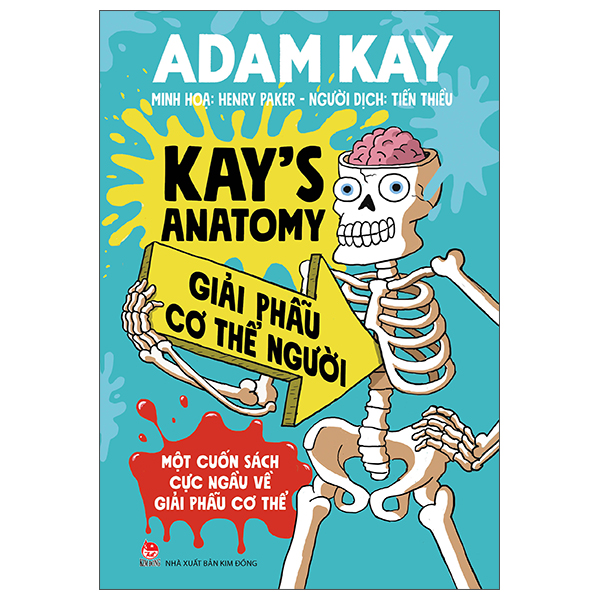 ADAM KAY
MINH HOẠ: HENRY PAKER - NGƯỜI DỊCH: TIẾN THIỀU
KAY'S
ANATOMY
GIẢI PHẪU
CƠ THỂ NGƯỜI
MỘT CUỐN SÁCH
CỰC NGẦU VỀ
GIẢI PHẪU CƠ THỂ
NHÀ XUẤT BẢN KIM ĐỒNG